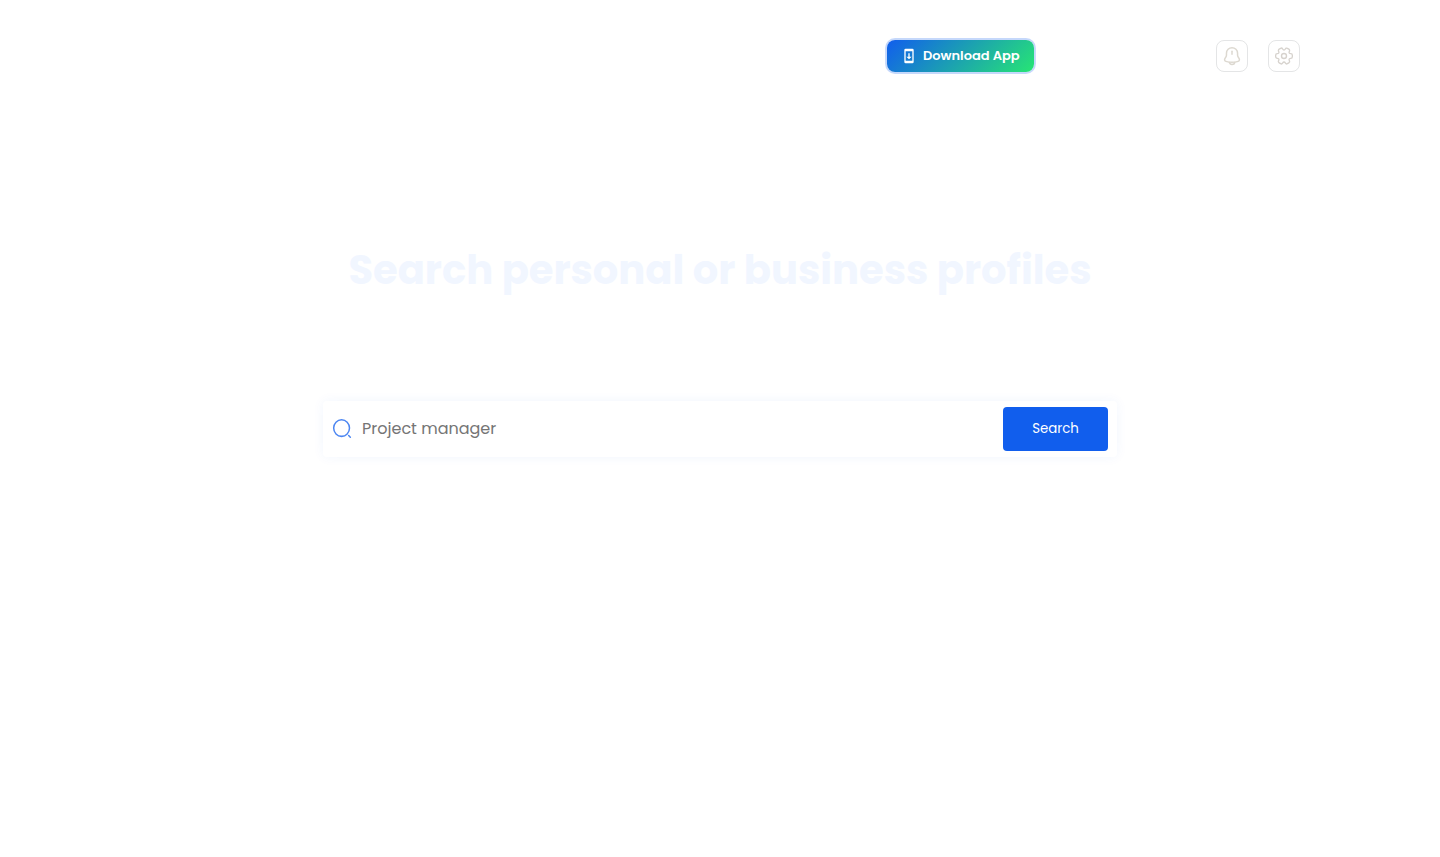 Download App
Search personal or business profiles
Project manager
Search